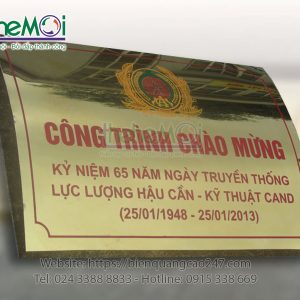 TheMOi
CÔNG TRÌNH CHÀO MỪNG
KỶ NIỆM 65 NĂM NGÀY TRUYỀN THỐNG
LỰC LƯỢNG HẬU CẦN - KỸ THUẬT CAND
(25/01/1948 - 25/01/2013)
Website: https://bienquangcao247.com
Tel: 024 3388 8833 - Hotline: 0915 338 669